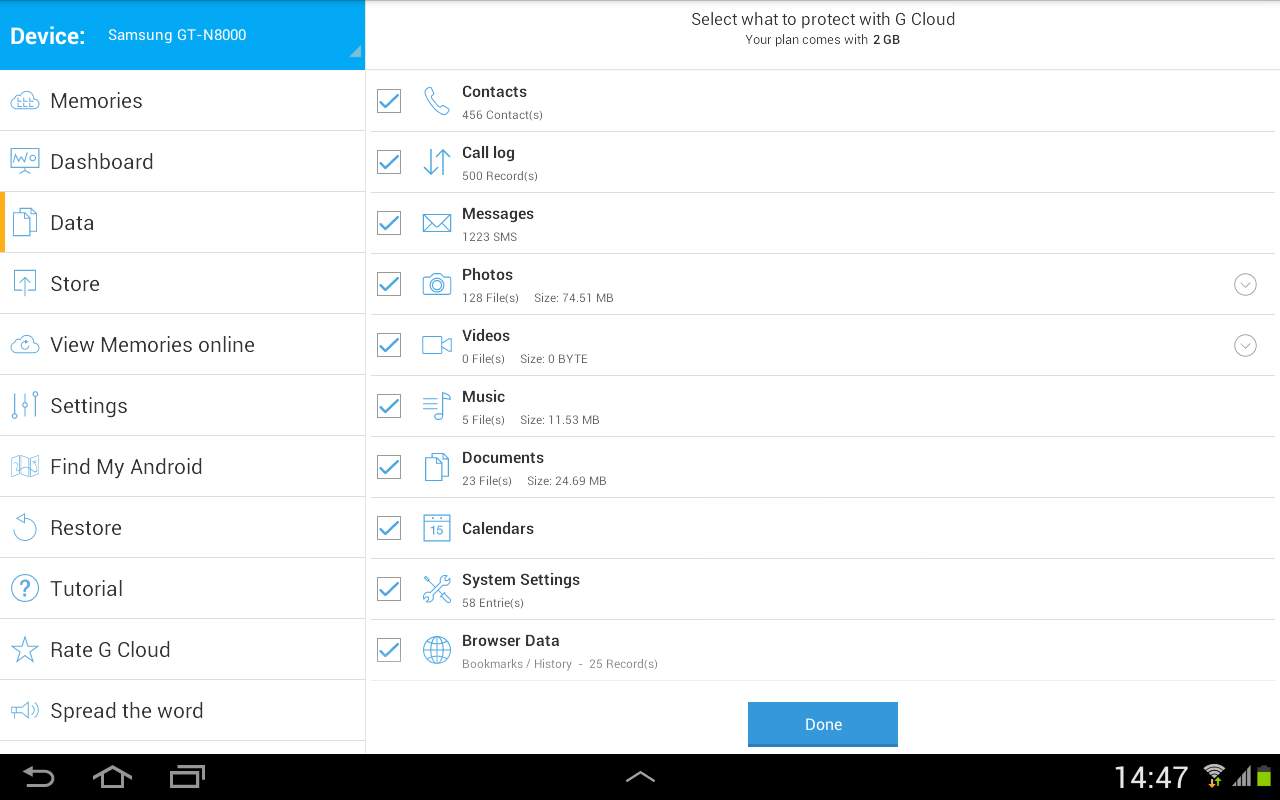 Device: Samsung GT-N8000
Memories
Dashboard
Data
Store
View Memories online
Settings
Find My Android
Restore
Tutorial
Rate G Cloud
Spread the word
Select what to protect with G Cloud
Your plan comes with 2 GB
Contacts
456 Contact(s)
Call log
500 Record(s)
Messages
1223 SMS
Photos
128 File(s) Size: 74.51 MB
Videos
0 File(s) Size: 0 BYTE
Music
5 File(s) Size: 11.53 MB
Documents
23 File(s) Size: 24.69 MB
15
Calendars
System Settings
58 Entrie(s)
Browser Data
Bookmarks / History - 25 Record(s)
Done
14:47